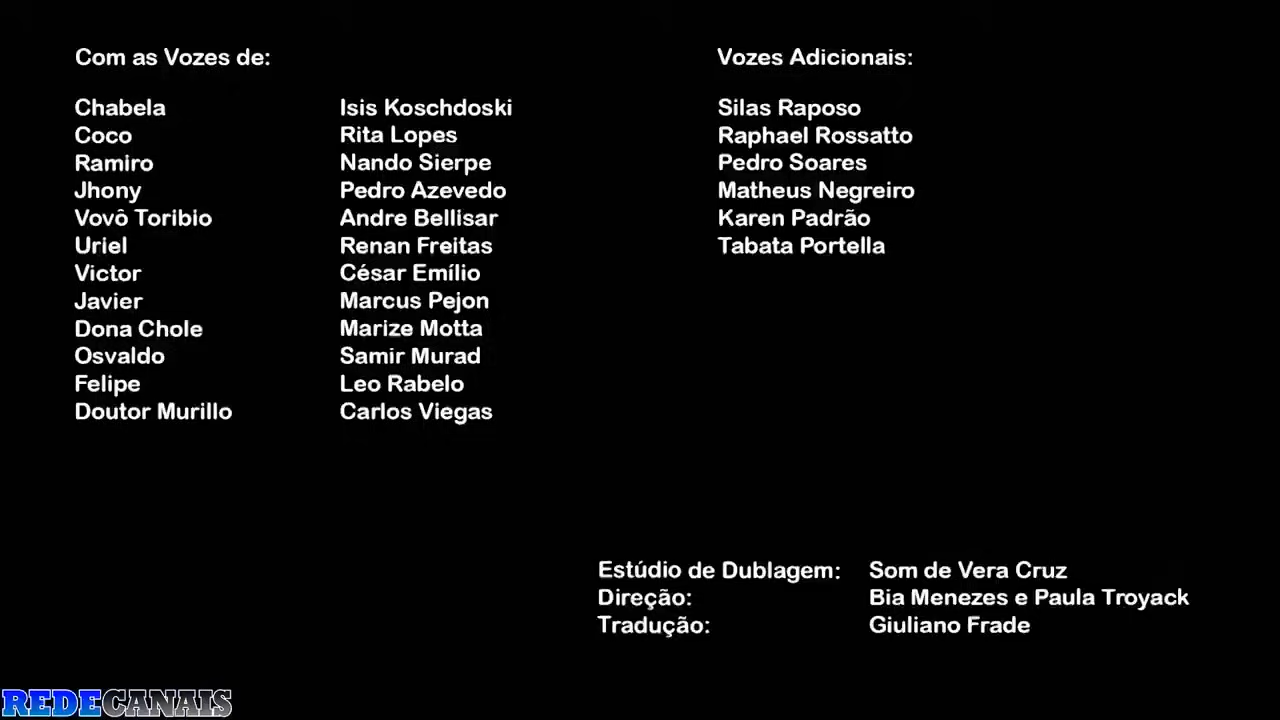 Com as Vozes de:
Chabela Isis Koschdoski
Coco Rita Lopes
Ramiro Nando Sierpe
Jhony Pedro Azevedo
Vovô Toribio Andre Bellisar
Uriel Renan Freitas
Victor César Emílio
Javier Marcus Pejon
Dona Chole Marize Motta
Osvaldo Samir Murad
Felipe Leo Rabelo
Doutor Murillo Carlos Viegas
Vozes Adicionais:
Silas Raposo
Raphael Rossatto
Pedro Soares
Matheus Negreiro
Karen Padrão
Tabata Portella
Estúdio de Dublagem: Som de Vera Cruz
Direção: Bia Menezes e Paula Troyack
Tradução: Giuliano Frade
REDECANAIS